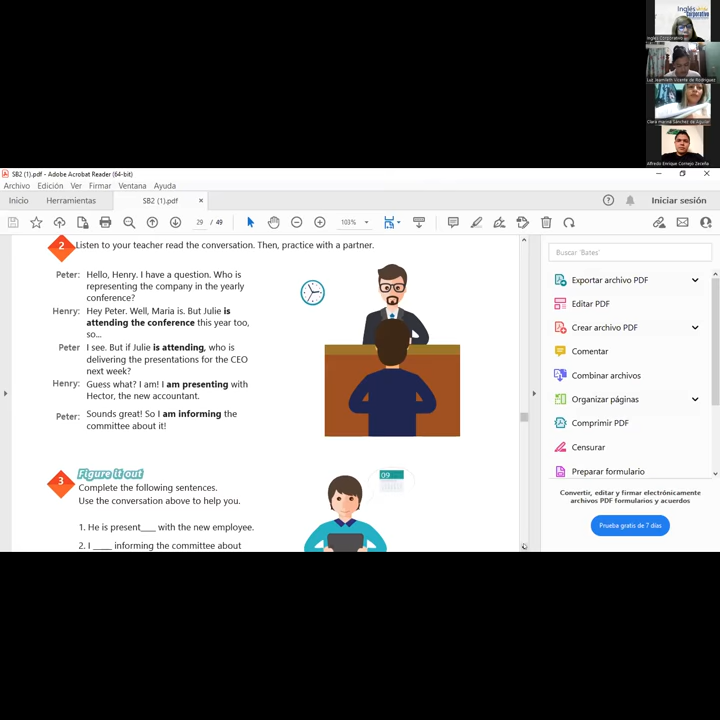 Inglés
Corporativo
Inglés Corporativo
Luz Jeamileth Vicente de Rodriguez
Clara Marina Sánchez de Aguilar
Alfredo Enrique Cornejo Zeceña
SB2 (1).pdf - Adobe Acrobat Reader (64-bit)
Archivo Edición Ver Firmar Ventana Ayuda
Inicio Herramientas SB2 (1).pdf × Iniciar sesión
29 / 49 103%
2 Listen to your teacher read the conversation. Then, practice with a partner.
Peter: Hello, Henry. I have a question. Who is
representing the company in the yearly
conference?
Henry: Hey Peter. Well, Maria is. But Julie is
attending the conference this year too,
so...
Peter I see. But if Julie is attending, who is
delivering the presentations for the CEO
next week?
Henry: Guess what? I am! I am presenting with
Hector, the new accountant.
Peter: Sounds great! So I am informing the
committee about it!
3 Figure it out
Complete the following sentences.
Use the conversation above to help you.
1. He is present___ with the new employee.
2. I ____ informing the committee about
09
Buscar 'Bates'
Exportar archivo PDF
Editar PDF
Crear archivo PDF
Comentar
Combinar archivos
Organizar páginas
Comprimir PDF
Censurar
Preparar formulario
Convertir, editar y firmar electrónicamente
archivos PDF formularios y acuerdos
Prueba gratis de 7 días